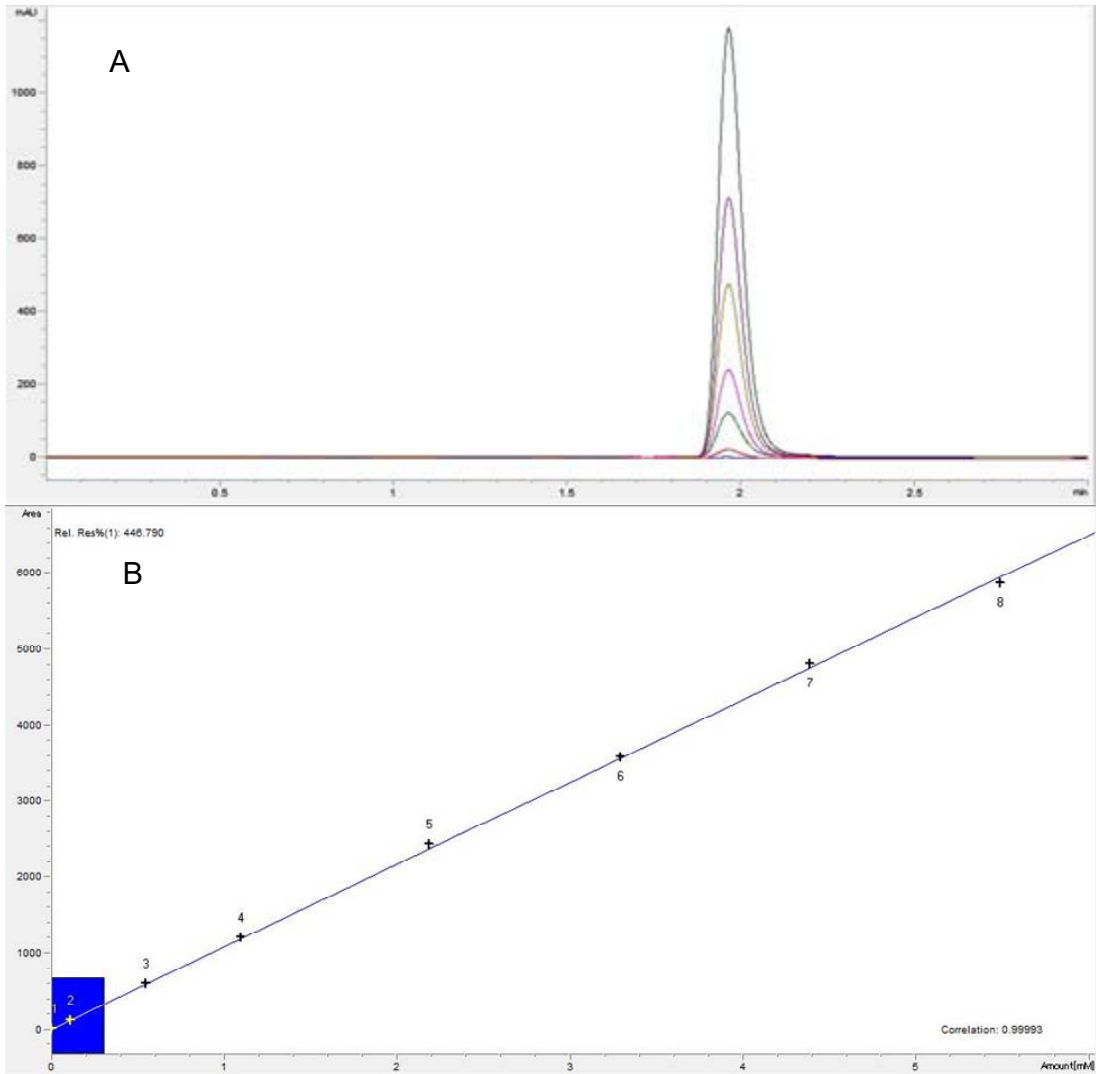 mAU
A
1000
800
600
400
200
0
0.5 1 1.5 2 2.5 min
Area
Rel. Res%(1): 446.790
B
6000
5000
4000
3000
2000
1000
0
8
7
6
5
4
3
2
1
Correlation: 0.99993
0 1 2 3 4 5 Amount[mM]